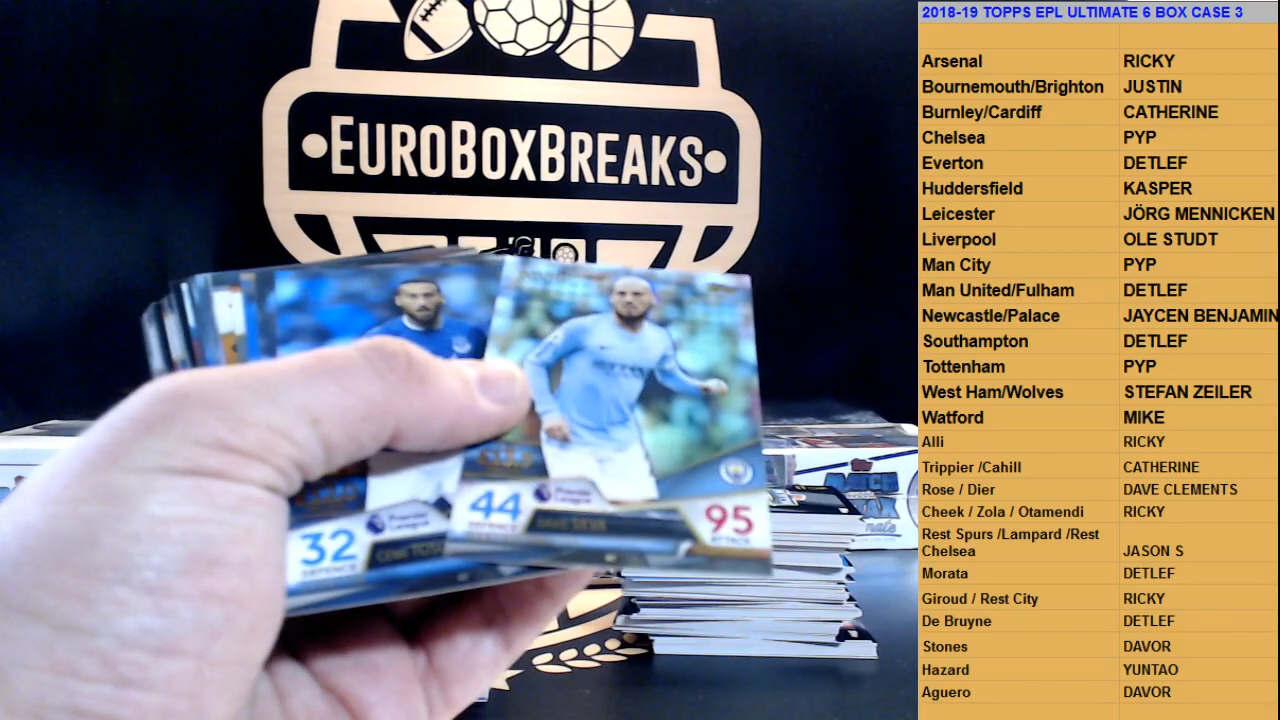 EUROBOXBREAKS
44
95
ATTACK
Premier
League
32
DEFENCE
Premier
League
2018-19 TOPPS EPL ULTIMATE 6 BOX CASE 3
Arsenal RICKY
Bournemouth/Brighton JUSTIN
Burnley/Cardiff CATHERINE
Chelsea PYP
Everton DETLEF
Huddersfield KASPER
Leicester JÖRG MENNICKEN
Liverpool OLE STUDT
Man City PYP
Man United/Fulham DETLEF
Newcastle/Palace JAYCEN BENJAMIN
Southampton DETLEF
Tottenham PYP
West Ham/Wolves STEFAN ZEILER
Watford MIKE
Alli RICKY
Trippier /Cahill CATHERINE
Rose / Dier DAVE CLEMENTS
Cheek / Zola / Otamendi RICKY
Rest Spurs /Lampard /Rest
Chelsea JASON S
Morata DETLEF
Giroud / Rest City RICKY
De Bruyne DETLEF
Stones DAVOR
Hazard YUNTAO
Aguero DAVOR